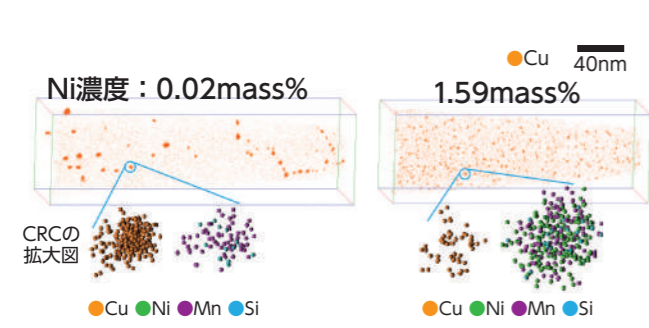 ●Cu
40nm
Ni濃度：0.02mass%
1.59mass%
CRCの
拡大図
●Cu ●Ni ●Mn ●Si
●Cu ●Ni ●Mn ●Si